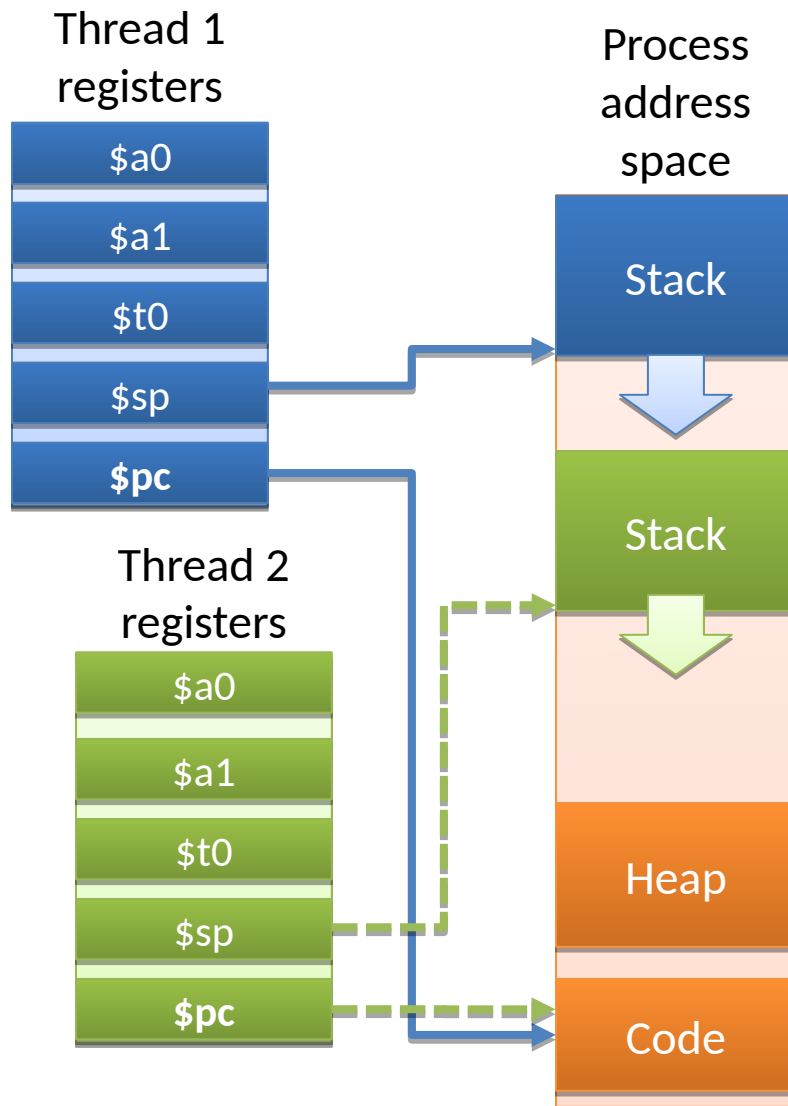 Thread 1
registers
$a0
$a1
$t0
$sp
$pc
Thread 2
registers
$a0
$a1
$t0
$sp
$pc
Process
address
space
Stack
Stack
Heap
Code